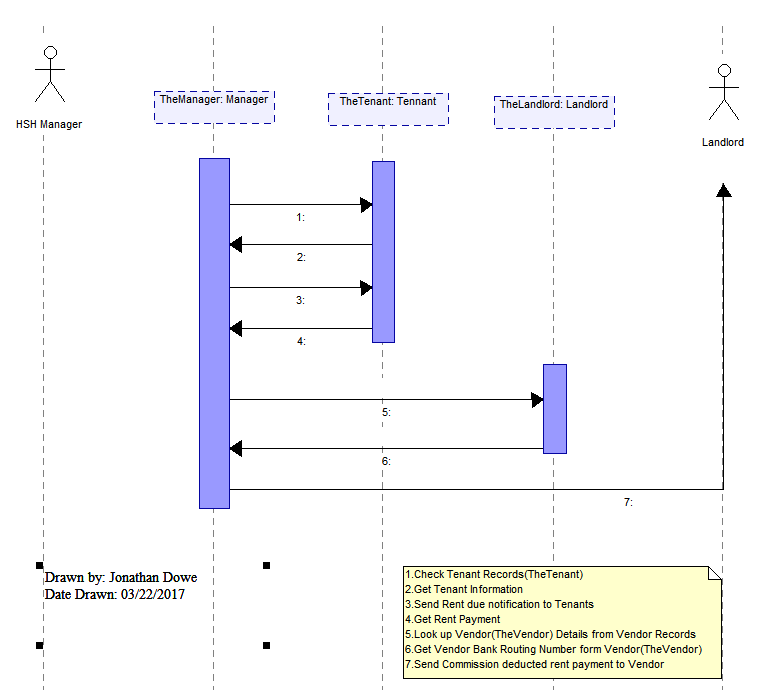 TheManager: Manager
TheTenant: Tennant
TheLandlord: Landlord
HSH Manager
Landlord
1:
2:
3:
4:
5:
6:
7:
Drawn by: Jonathan Dowe
Date Drawn: 03/22/2017
1.Check Tenant Records(TheTenant)
2.Get Tenant Information
3.Send Rent due notification to Tenants
4.Get Rent Payment
5.Look up Vendor(TheVendor) Details from Vendor Records
6.Get Vendor Bank Routing Number form Vendor(TheVendor)
7.Send Commission deducted rent payment to Vendor